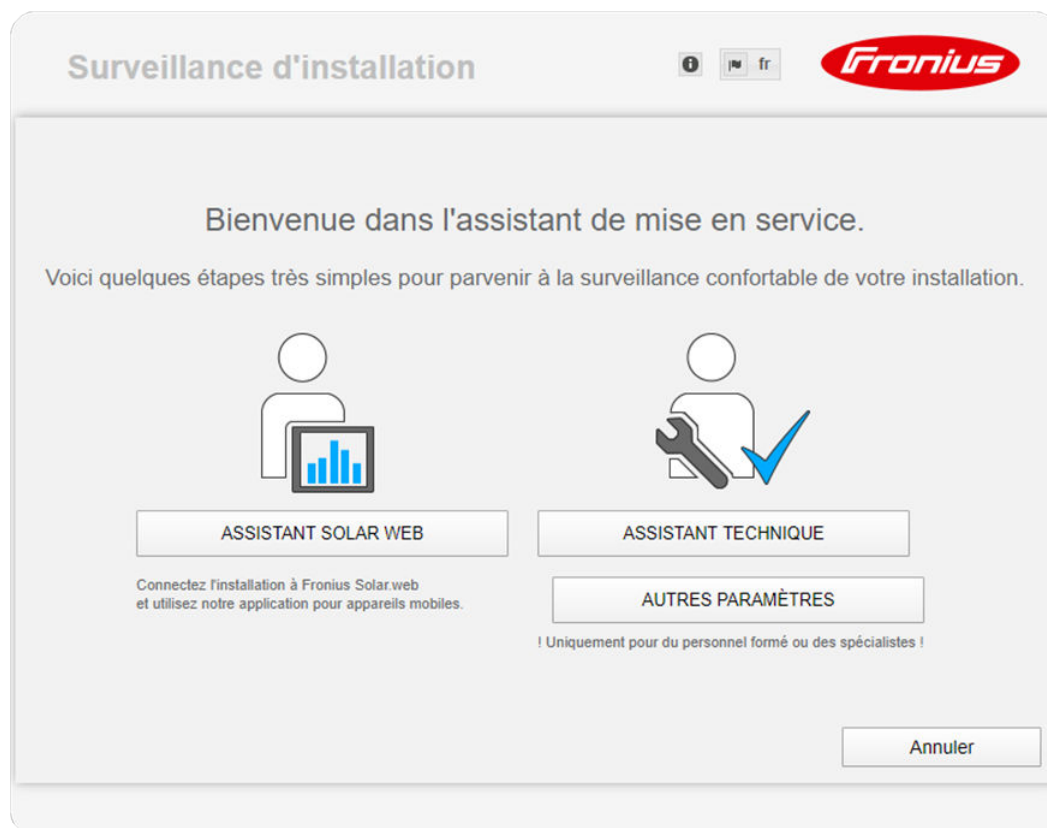 Surveillance d'installation
fr
Fronius
Bienvenue dans l'assistant de mise en service.
Voici quelques étapes très simples pour parvenir à la surveillance confortable de votre installation.
ASSISTANT SOLAR WEB
ASSISTANT TECHNIQUE
Connectez l'installation à Fronius Solar.web
et utilisez notre application pour appareils mobiles.
AUTRES PARAMÈTRES
! Uniquement pour du personnel formé ou des spécialistes !
Annuler